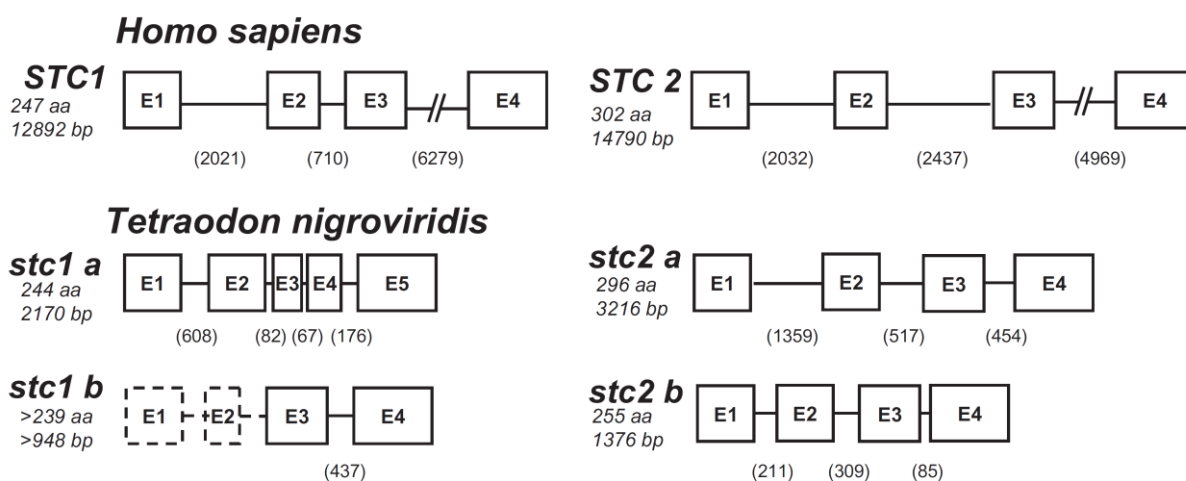 Homo sapiens
STC1
247 aa
12892 bp
E1 E2 E3 E4
(2021) (710) (6279)
STC 2
302 aa
14790 bp
E1 E2 E3 E4
(2032) (2437) (4969)
Tetraodon nigroviridis
stc1 a
244 aa
2170 bp
E1 E2 E3 E4 E5
(608) (82) (67) (176)
stc2 a
296 aa
3216 bp
E1 E2 E3 E4
(1359) (517) (454)
stc1 b
>239 aa
>948 bp
E1 E2 E3 E4
(437)
stc2 b
255 aa
1376 bp
E1 E2 E3 E4
(211) (309) (85)